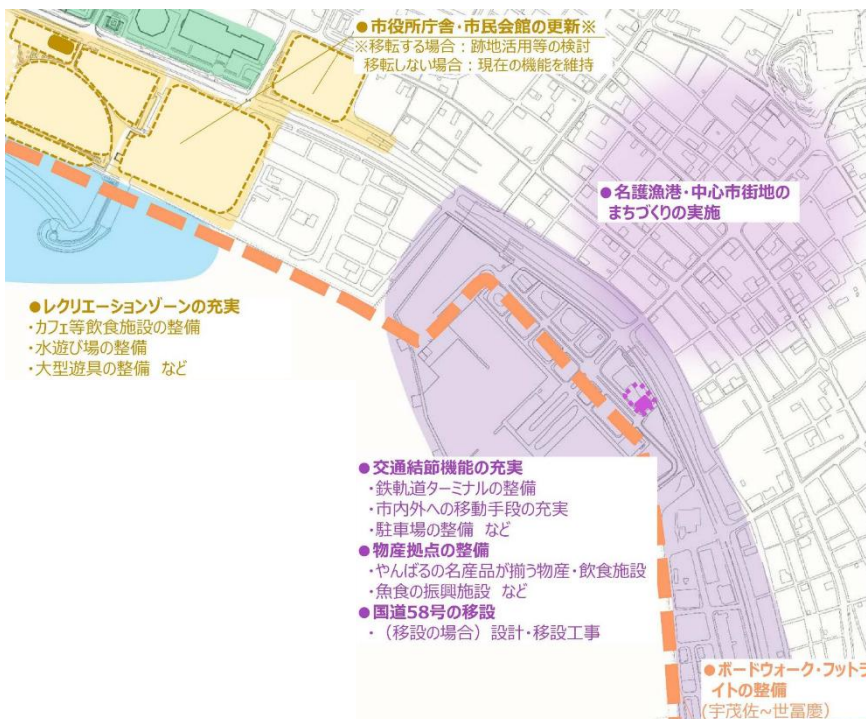 ●市役所庁舎・市民会館の更新※
※移転する場合：跡地活用等の検討
移転しない場合：現在の機能を維持
●名護漁港・中心市街地の
まちづくりの実施
●レクリエーションゾーンの充実
・カフェ等飲食施設の整備
・水遊び場の整備
・大型遊具の整備 など
●交通結節機能の充実
・鉄軌道ターミナルの整備
・市内外への移動手段の充実
・駐車場の整備 など
●物産拠点の整備
・やんばるの名産品が揃う物産・飲食施設
・魚食の振興施設 など
●国道58号の移設
・（移設の場合）設計・移設工事
●ボードウォーク・フットラ
イトの整備
(宇茂佐~世冨慶)